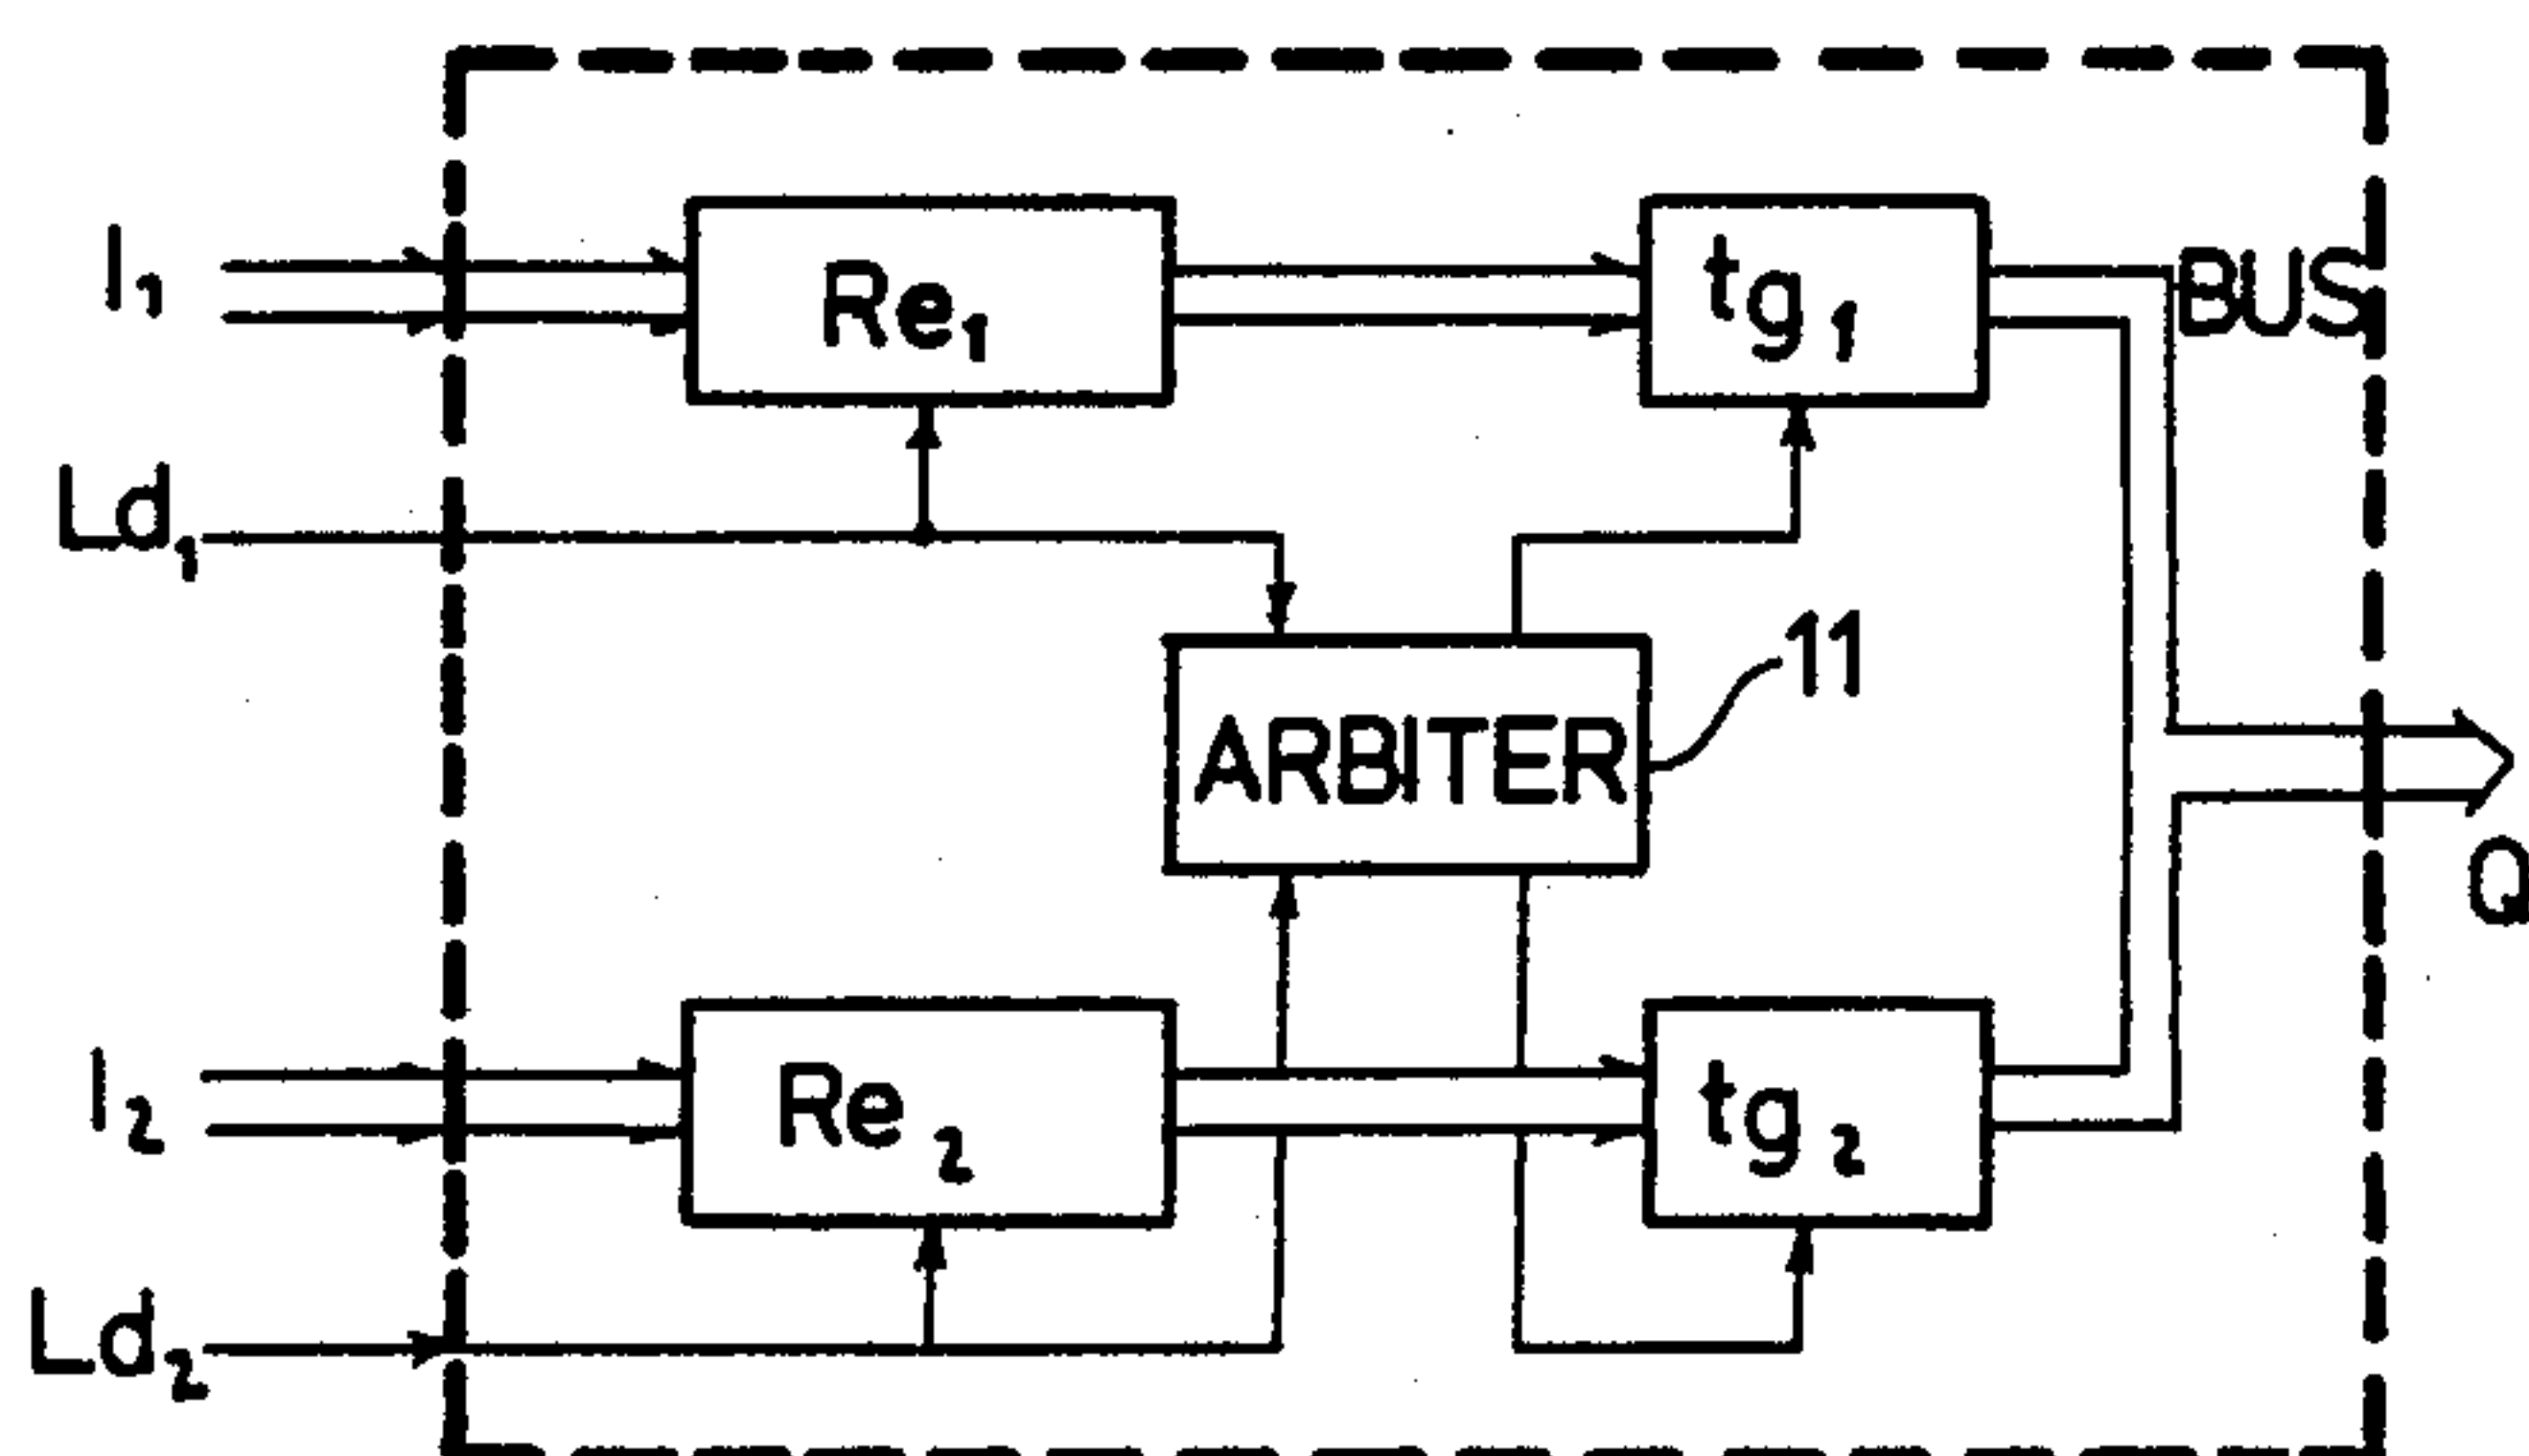 I1
Re1
tg1
BUS
Ld1
11
ARBITER
Q
I2
Re2
tg2
Ld2